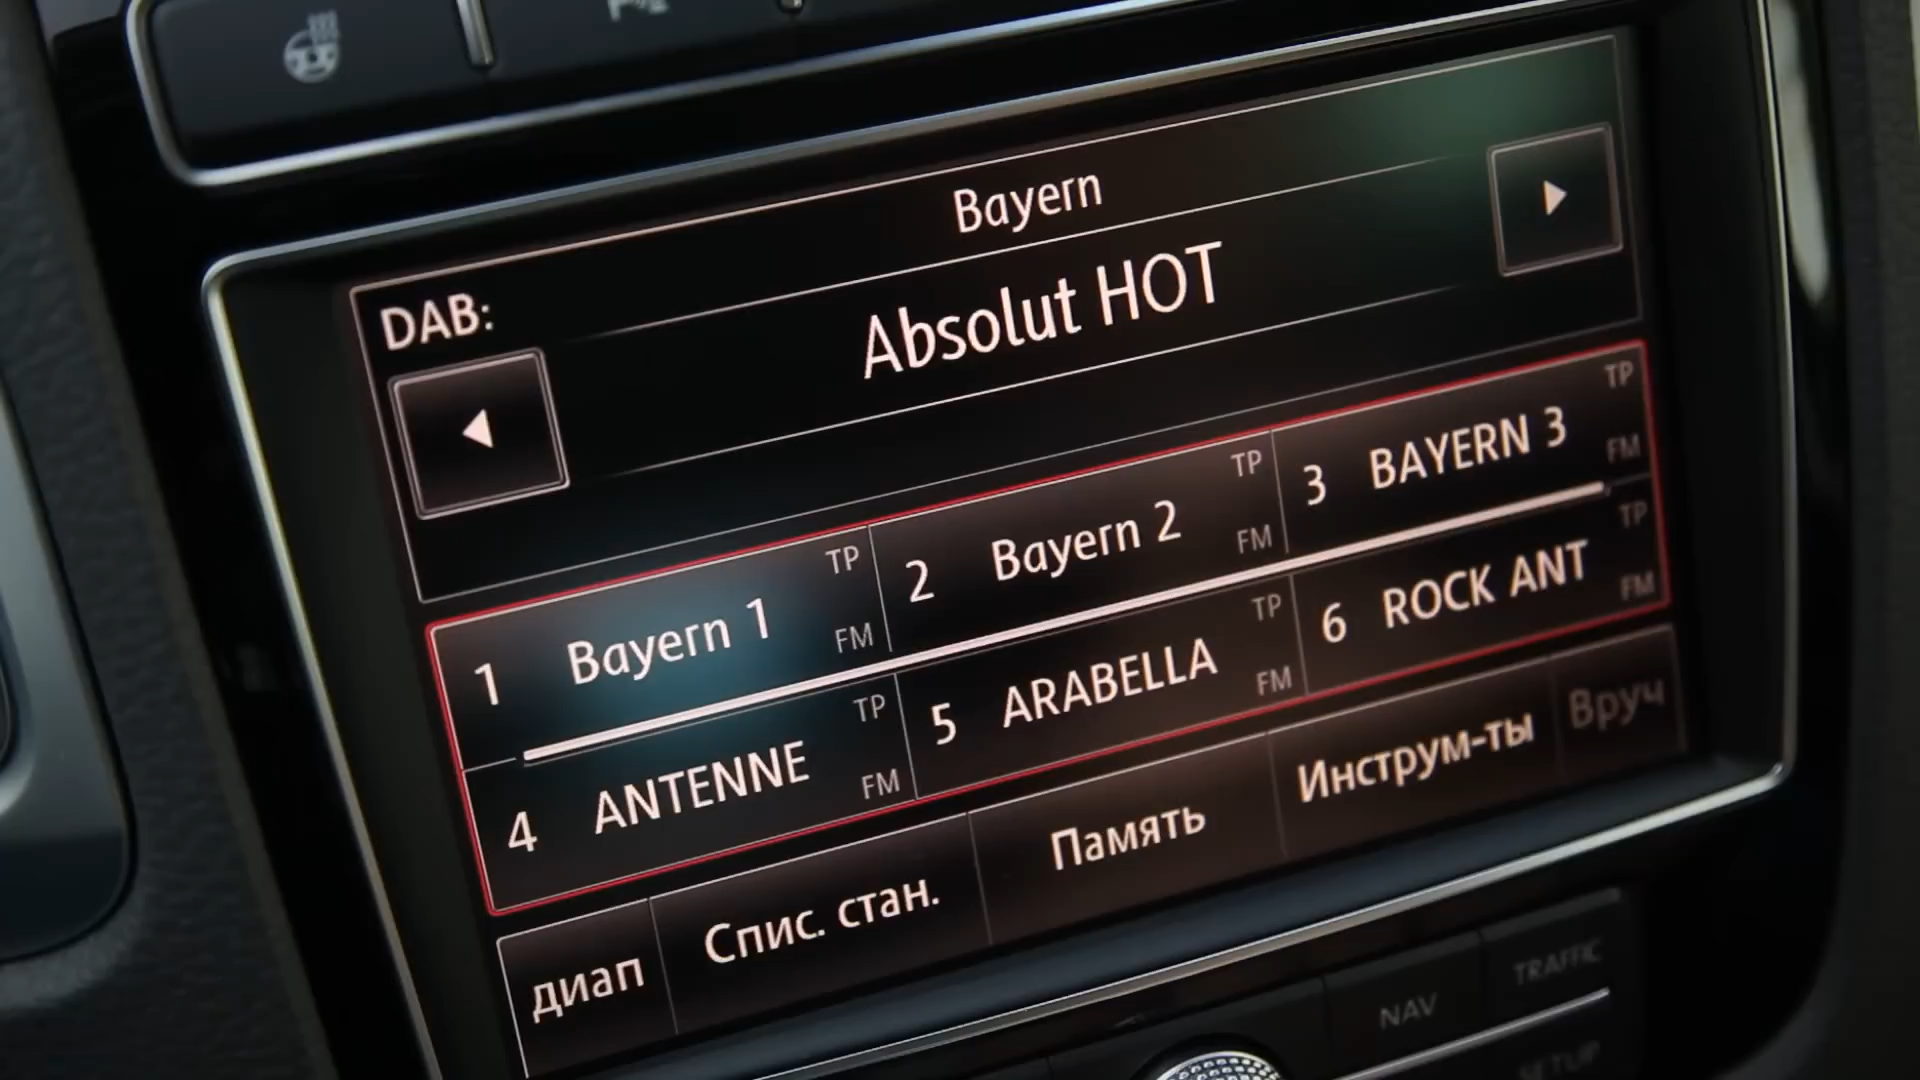 Bayern
DAB:
Absolut HOT
1 Bayern 1 TP FM
2 Bayern 2 TP FM
3 BAYERN 3 TP FM
4 ANTENNE TP FM
5 ARABELLA TP FM
6 ROCK ANT TP FM
диап
Спис. стан.
Память
Инструм-ты
Вруч
NAV
TRAFFIC
SETUP